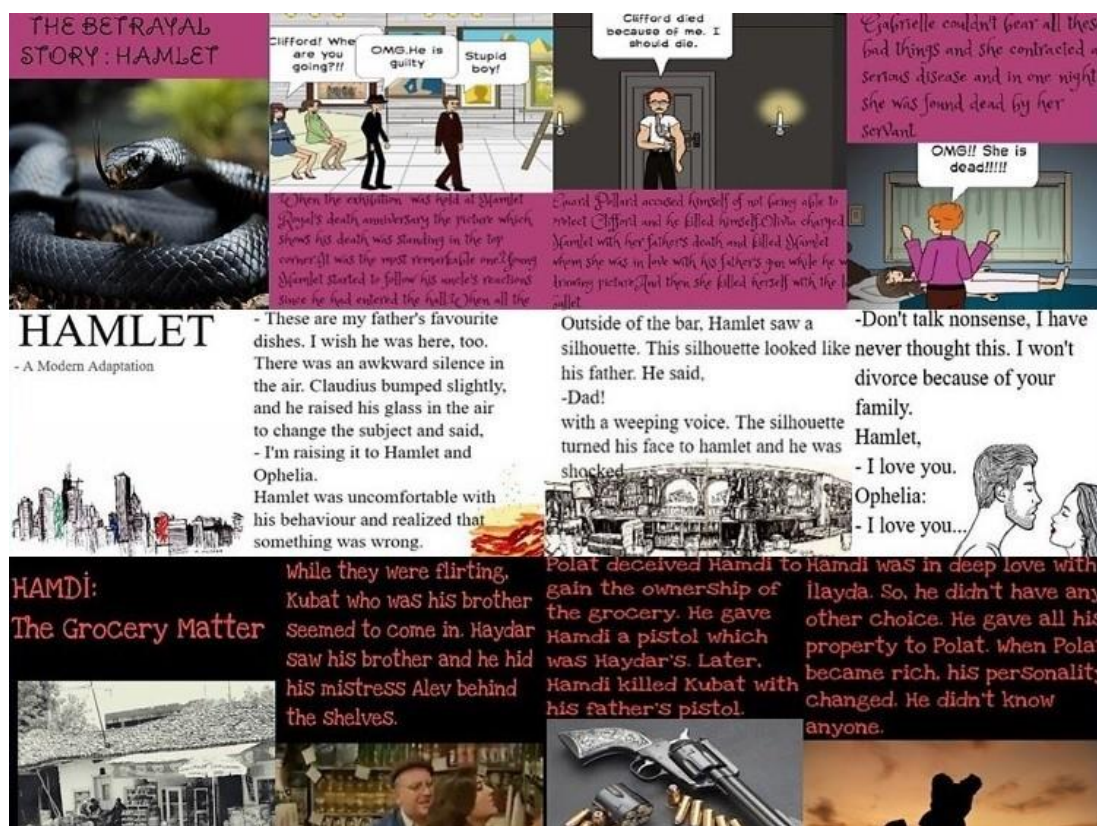 THE BETRAYAL
STORY : HAMLET
Clifford! Whe
are you
going?!!
OMG.He is
guilty
Stupid
boy!
When the exhibition was held at Hamlet
Royal's death anniversary the picture which
shows his death was standing in the top
corner.It was the most remarkable one.Young
Hamlet started to follow his uncle's reactions
since he had entered the hall.When all the
Clifford died
because of me. I
should die.
Guard Pollard accused himself of not being able to
protect Clifford and he killed himself.Olivia charged
Hamlet with her father's death and killed Hamlet
whom she was in love with his father's gun while he w
drawing picture.And then she killed herself with the l
bullet
Gabrielle couldn't bear all thes
bad things and she contracted a
serious disease and in one night
she was found dead by her
servant
OMG!! She is
dead!!!!!
HAMLET
- A Modern Adaptation
- These are my father's favourite
dishes. I wish he was here, too.
There was an awkward silence in
the air. Claudius bumped slightly,
and he raised his glass in the air
to change the subject and said,
- I'm raising it to Hamlet and
Ophelia.
Hamlet was uncomfortable with
his behaviour and realized that
something was wrong.
Outside of the bar, Hamlet saw a
silhouette. This silhouette looked like
his father. He said,
-Dad!
with a weeping voice. The silhouette
turned his face to hamlet and he was
shocked
-Don't talk nonsense, I have
never thought this. I won't
divorce because of your
family.
Hamlet,
- I love you.
Ophelia:
- I love you...
HAMDİ:
The Grocery Matter
While they were flirting,
Kubat who was his brother
seemed to come in. Haydar
saw his brother and he hid
his mistress Alev behind
the shelves.
Polat deceived Hamdi to
gain the ownership of
the grocery. He gave
Hamdi a pistol which
was Haydar's. Later,
Hamdi killed Kubat with
his father's pistol.
Hamdi was in deep love with
İlayda. So, he didn't have any
other choice. He gave all his
property to Polat. When Pola
became rich, his personality
changed. He didn't know
anyone.